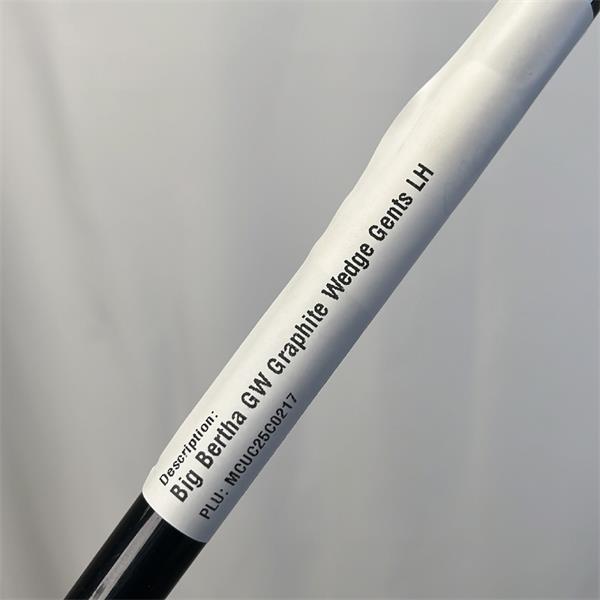 Description:
Big Bertha GW Graphite Wedge Gents LH
PLU: MCUC25C0217